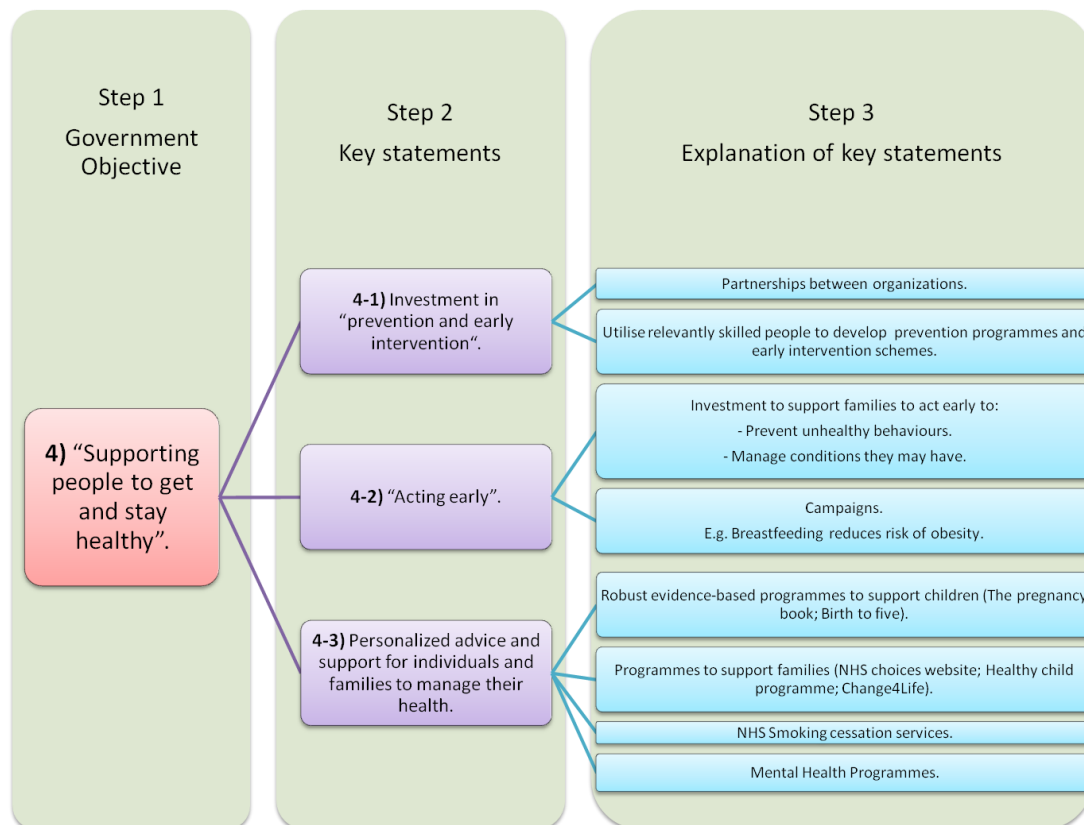 Step 1
Government
Objective
Step 2
Key statements
Step 3
Explanation of key statements
4) “Supporting
people to get
and stay
healthy”.
4-1) Investment in
“prevention and early
intervention“.
4-2) “Acting early”.
4-3) Personalized advice and
support for individuals and
families to manage their
health.
Partnerships between organizations.
Utilise relevantly skilled people to develop prevention programmes and
early intervention schemes.
Investment to support families to act early to:
- Prevent unhealthy behaviours.
- Manage conditions they may have.
Campaigns.
E.g. Breastfeeding reduces risk of obesity.
Robust evidence-based programmes to support children (The pregnancy
book; Birth to five).
Programmes to support families (NHS choices website; Healthy child
programme; Change4Life).
NHS Smoking cessation services.
Mental Health Programmes.